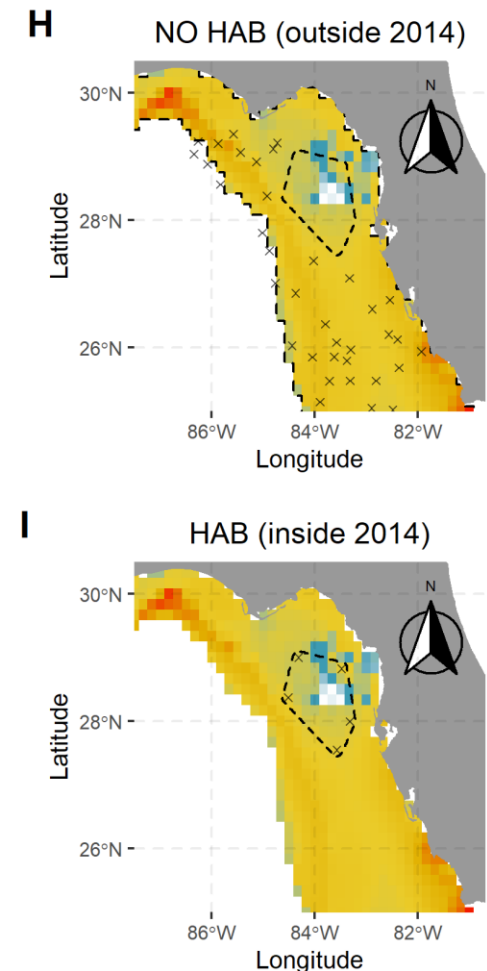 H
NO HAB (outside 2014)
N
30°N
28°N
26°N
Latitude
86°W 84°W 82°W
Longitude
I
HAB (inside 2014)
N
30°N
28°N
26°N
Latitude
86°W 84°W 82°W
Longitude